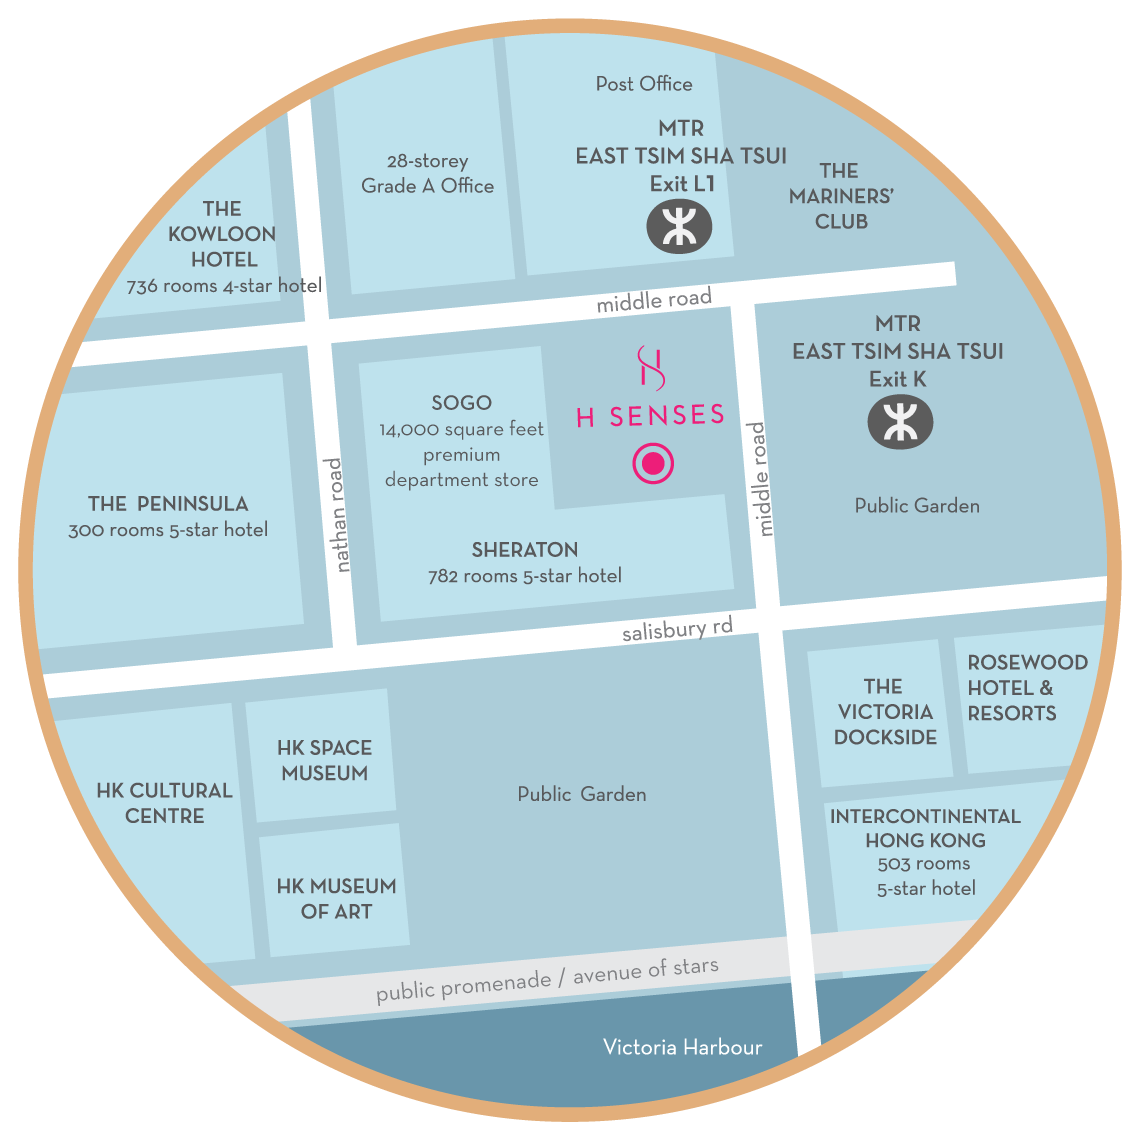 Post Office
MTR
EAST TSIM SHA TSUI
Exit L1
28-storey
Grade A Office
THE
MARINERS'
CLUB
THE
KOWLOON
HOTEL
736 rooms 4-star hotel
middle road
MTR
EAST TSIM SHA TSUI
Exit K
H SENSES
SOGO
14,000 square feet
premium
department store
nathan road
middle road
THE PENINSULA
300 rooms 5-star hotel
Public Garden
SHERATON
782 rooms 5-star hotel
salisbury rd
THE
VICTORIA
DOCKSIDE
ROSEWOOD
HOTEL &
RESORTS
HK SPACE
MUSEUM
HK CULTURAL
CENTRE
Public Garden
INTERCONTINENTAL
HONG KONG
503 rooms
5-star hotel
HK MUSEUM
OF ART
public promenade / avenue of stars
Victoria Harbour